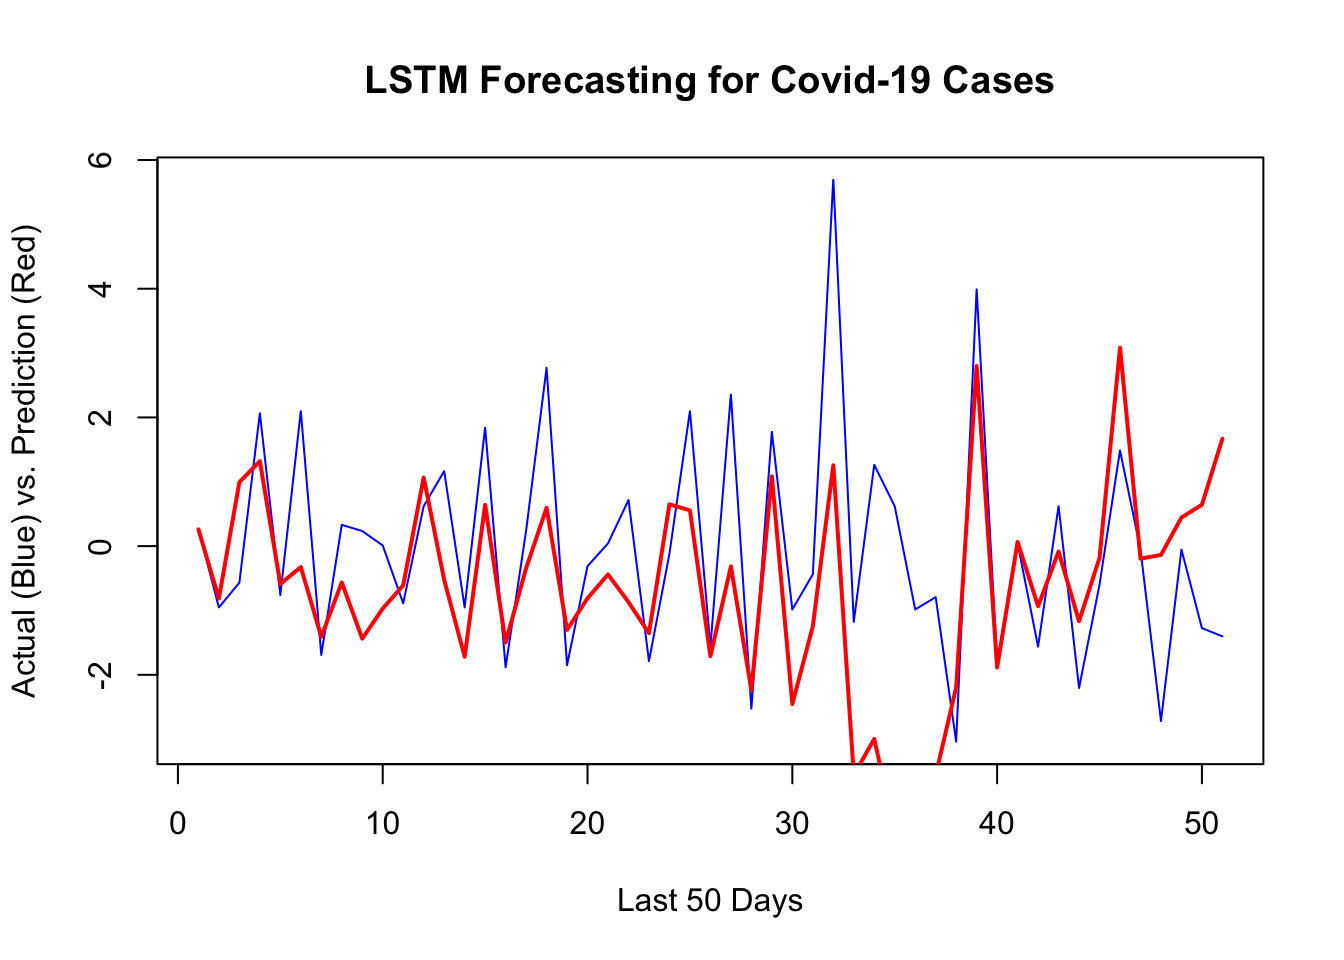 LSTM Forecasting for Covid-19 Cases
Actual (Blue) vs. Prediction (Red)
6
4
2
0
-2
0 10 20 30 40 50
Last 50 Days